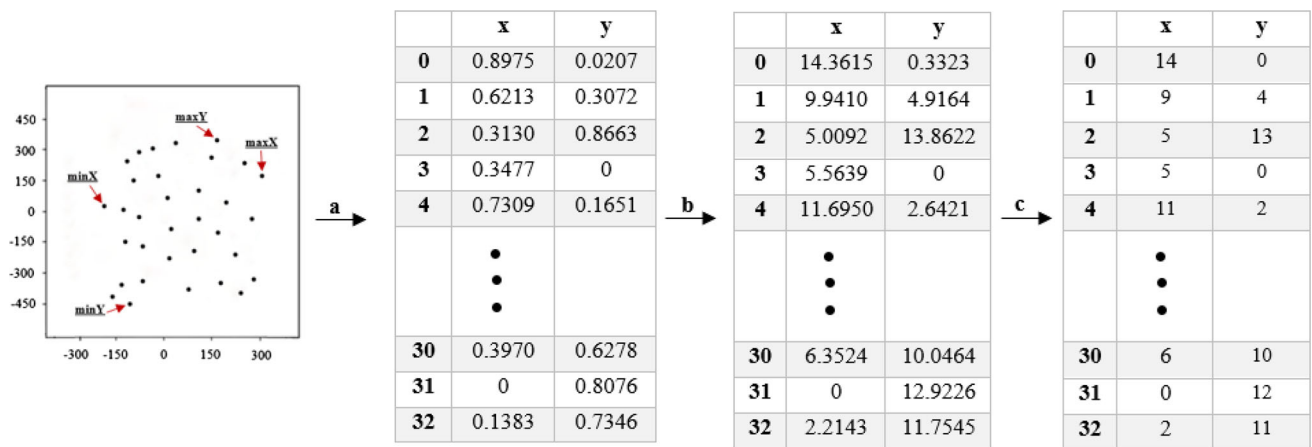 450
300
150
0
-150
-300
-450
-300 -150 0 150 300
maxY
maxX
minX
minY
a
x y
0 0.8975 0.0207
1 0.6213 0.3072
2 0.3130 0.8663
3 0.3477 0
4 0.7309 0.1651
30 0.3970 0.6278
31 0 0.8076
32 0.1383 0.7346
b
x y
0 14.3615 0.3323
1 9.9410 4.9164
2 5.0092 13.8622
3 5.5639 0
4 11.6950 2.6421
30 6.3524 10.0464
31 0 12.9226
32 2.2143 11.7545
c
x y
0 14 0
1 9 4
2 5 13
3 5 0
4 11 2
30 6 10
31 0 12
32 2 11